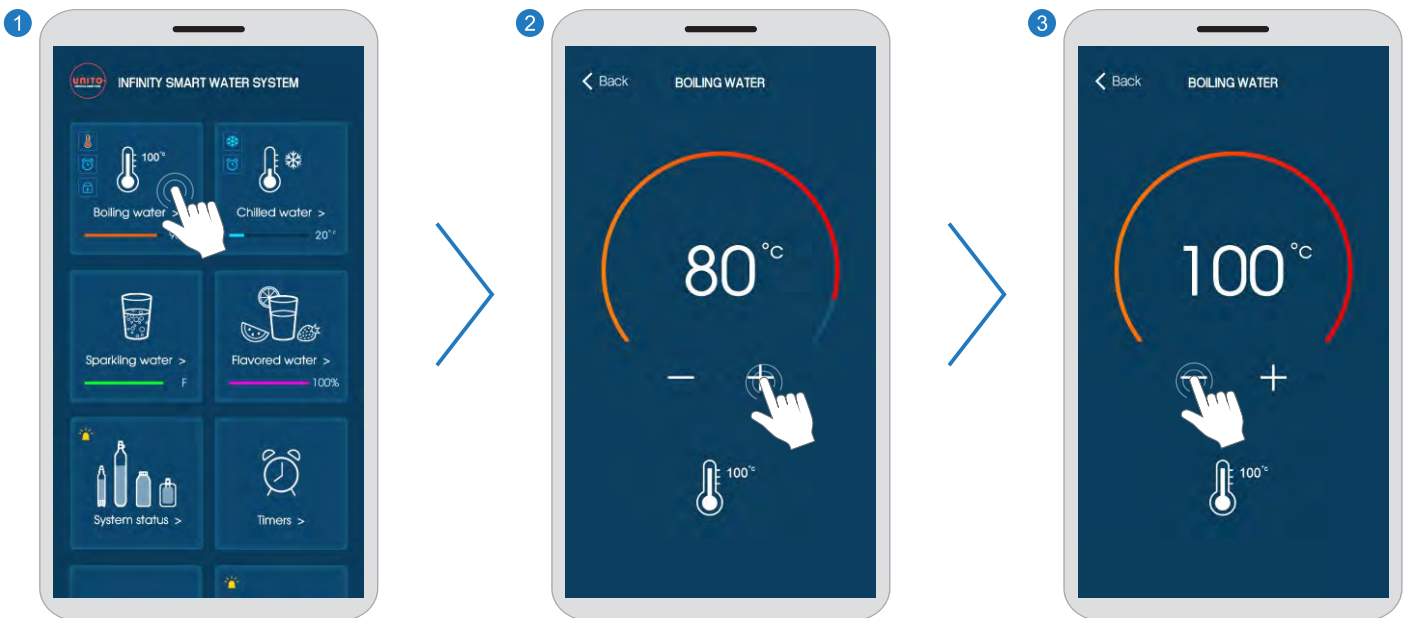 1
UNITO
INFINITY SMART WATER SYSTEM
100°c
Boiling water >
Chilled water >
20°c
Sparkling water >
F
Flavored water >
100%
System status >
Timers >
2
Back
BOILING WATER
80°C
100°c
3
Back
BOILING WATER
100°C
100°c